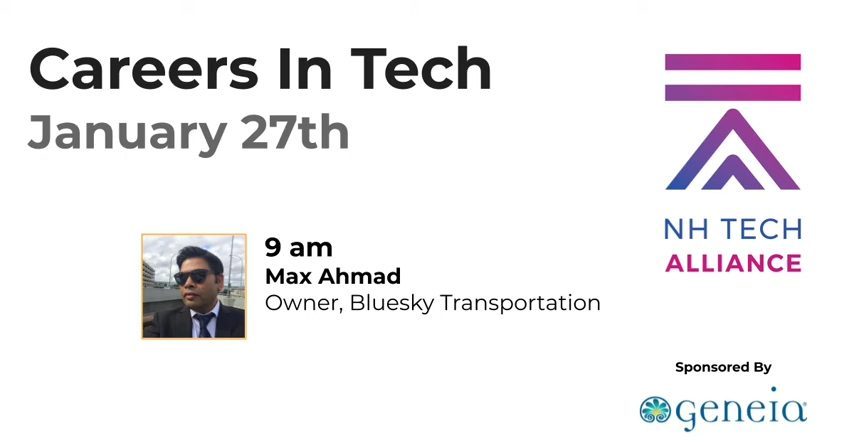 Careers In Tech
January 27th
9 am
Max Ahmad
Owner, Bluesky Transportation
NH TECH
ALLIANCE
Sponsored By
geneia